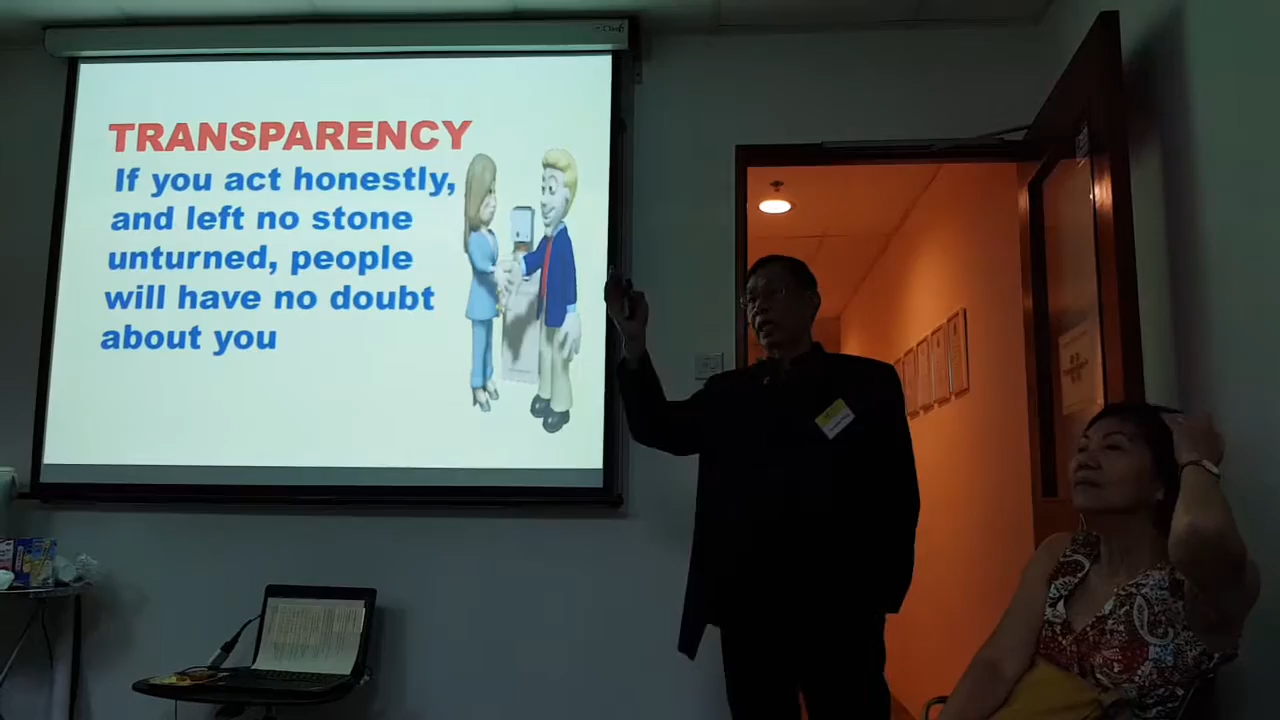 TRANSPARENCY
If you act honestly,
and left no stone
unturned, people
will have no doubt
about you